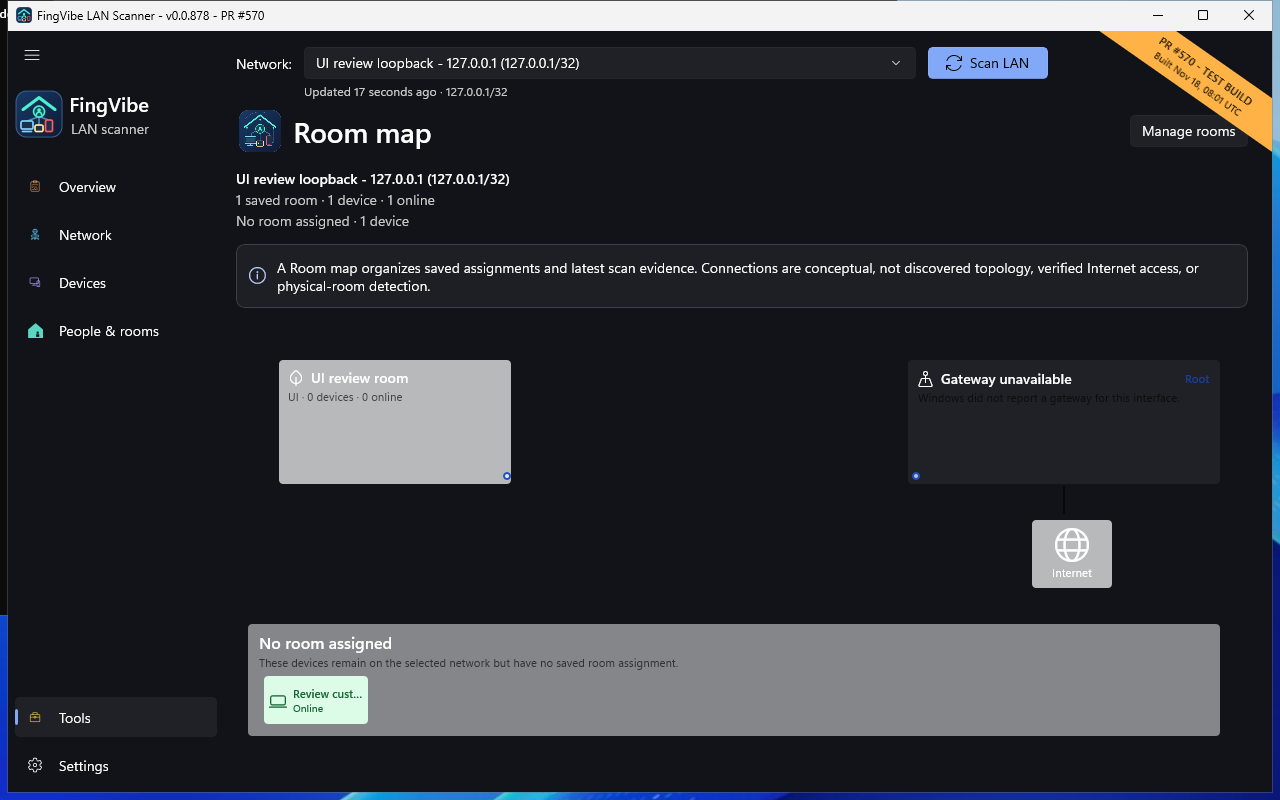 FingVibe LAN Scanner - v0.0.878 - PR #570
PR #570 - TEST BUILD
Built Nov 18, 08:01 UTC
Network:
UI review loopback - 127.0.0.1 (127.0.0.1/32)
Scan LAN
Updated 17 seconds ago · 127.0.0.1/32
FingVibe
LAN scanner
Room map
Manage rooms
Overview
Network
Devices
People & rooms
UI review loopback - 127.0.0.1 (127.0.0.1/32)
1 saved room · 1 device · 1 online
No room assigned · 1 device
A Room map organizes saved assignments and latest scan evidence. Connections are conceptual, not discovered topology, verified Internet access, or
physical-room detection.
UI review room
UI · 0 devices · 0 online
Gateway unavailable
Root
Windows did not report a gateway for this interface.
Internet
No room assigned
These devices remain on the selected network but have no saved room assignment.
Review cust...
Online
Tools
Settings